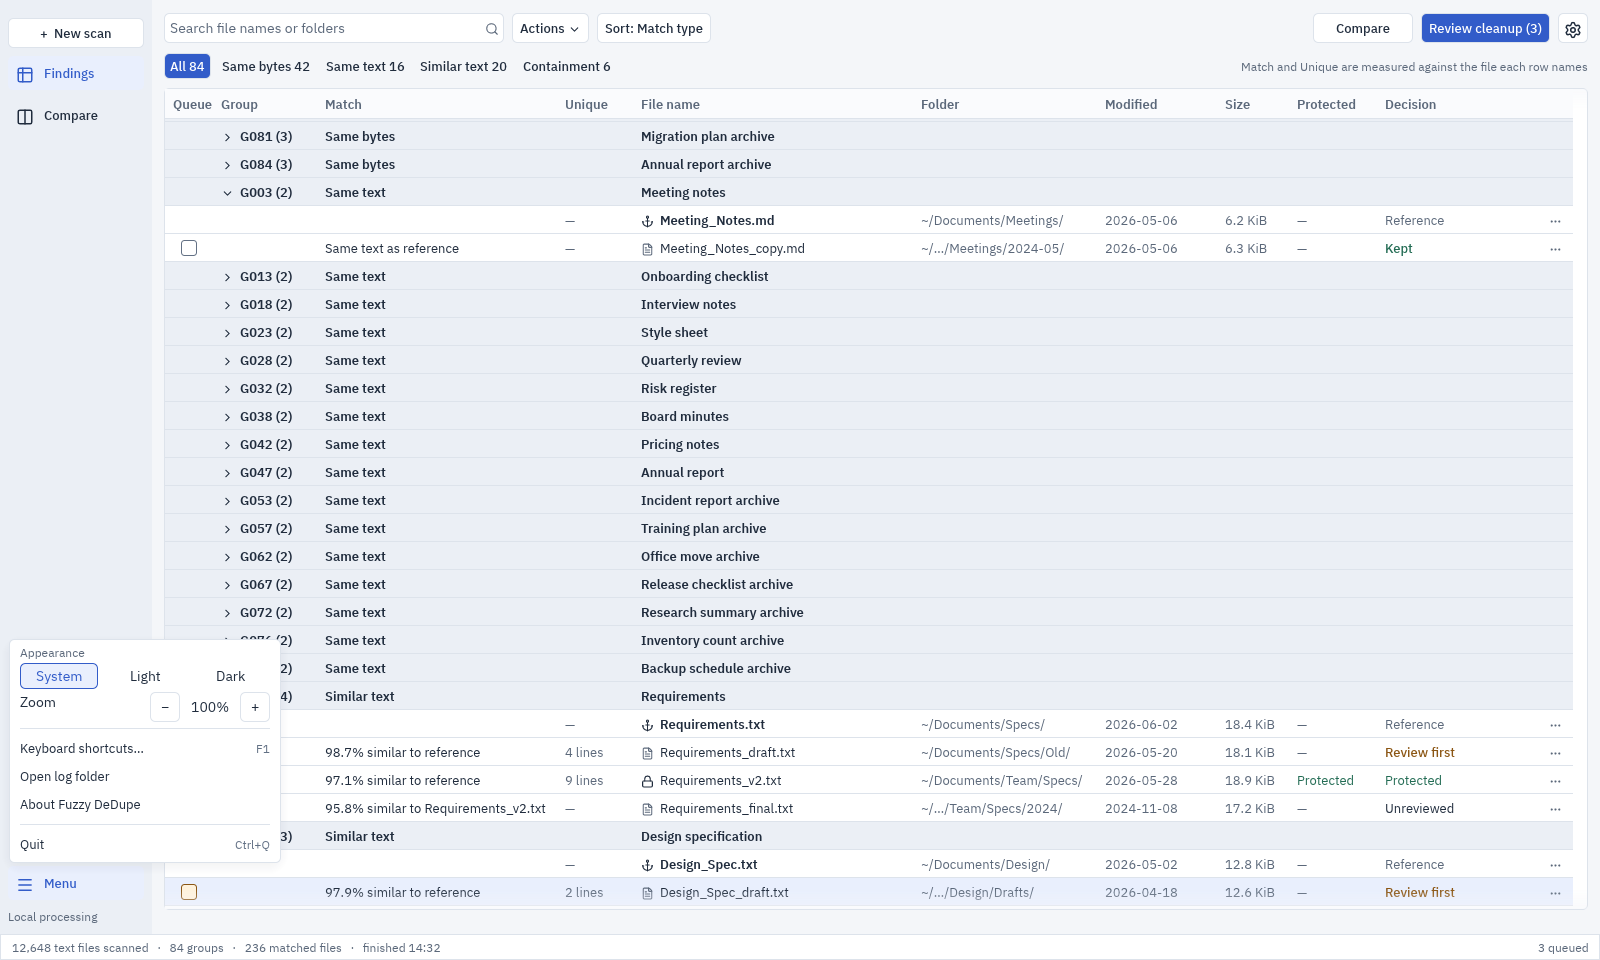 + New scan
Findings
Compare
Search file names or folders
Actions
Sort: Match type
Compare
Review cleanup (3)
All 84
Same bytes 42
Same text 16
Similar text 20
Containment 6
Match and Unique are measured against the file each row names
Queue Group Match Unique File name Folder Modified Size Protected Decision
G081 (3) Same bytes Migration plan archive
G084 (3) Same bytes Annual report archive
G003 (2) Same text Meeting notes
— Meeting_Notes.md ~/Documents/Meetings/ 2026-05-06 6.2 KiB — Reference ...
Same text as reference — Meeting_Notes_copy.md ~/.../Meetings/2024-05/ 2026-05-06 6.3 KiB — Kept ...
G013 (2) Same text Onboarding checklist
G018 (2) Same text Interview notes
G023 (2) Same text Style sheet
G028 (2) Same text Quarterly review
G032 (2) Same text Risk register
G038 (2) Same text Board minutes
G042 (2) Same text Pricing notes
G047 (2) Same text Annual report
G053 (2) Same text Incident report archive
G057 (2) Same text Training plan archive
G062 (2) Same text Office move archive
G067 (2) Same text Release checklist archive
G072 (2) Same text Research summary archive
(2) Same text Inventory count archive
2) Same text Backup schedule archive
4) Similar text Requirements
— Requirements.txt ~/Documents/Specs/ 2026-06-02 18.4 KiB — Reference ...
98.7% similar to reference 4 lines Requirements_draft.txt ~/Documents/Specs/Old/ 2026-05-20 18.1 KiB — Review first ...
97.1% similar to reference 9 lines Requirements_v2.txt ~/Documents/Team/Specs/ 2026-05-28 18.9 KiB Protected Protected ...
95.8% similar to Requirements_v2.txt — Requirements_final.txt ~/.../Team/Specs/2024/ 2024-11-08 17.2 KiB — Unreviewed ...
3) Similar text Design specification
— Design_Spec.txt ~/Documents/Design/ 2026-05-02 12.8 KiB — Reference ...
97.9% similar to reference 2 lines Design_Spec_draft.txt ~/.../Design/Drafts/ 2026-04-18 12.6 KiB — Review first ...
Appearance
System Light Dark
Zoom − 100% +
Keyboard shortcuts... F1
Open log folder
About Fuzzy DeDupe
Quit Ctrl+Q
Menu
Local processing
12,648 text files scanned · 84 groups · 236 matched files · finished 14:32
3 queued